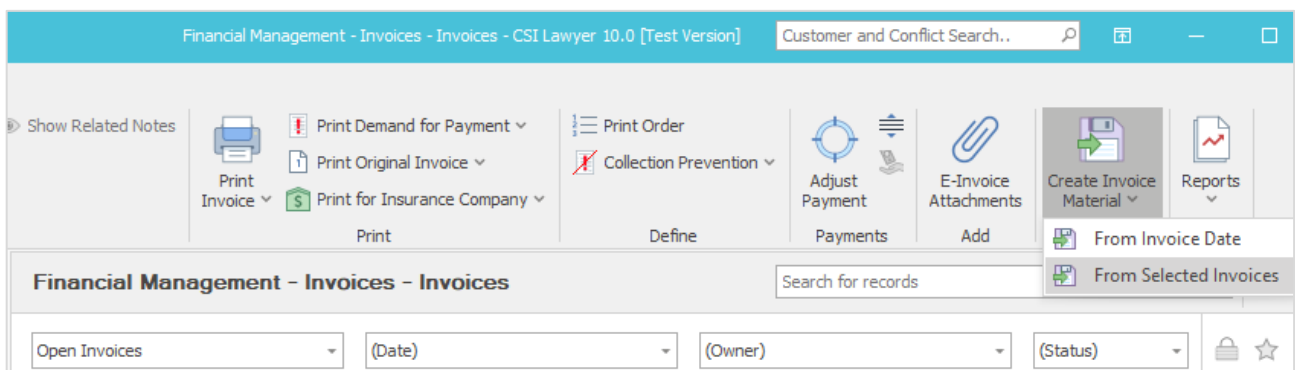 Financial Management - Invoices - Invoices - CSI Lawyer 10.0 [Test Version]
Customer and Conflict Search..
Show Related Notes
Print
Invoice
Print Demand for Payment
Print Original Invoice
Print for Insurance Company
Print
Print Order
Collection Prevention
Define
Adjust
Payment
Payments
E-Invoice
Attachments
Add
Create Invoice
Material
Reports
From Invoice Date
From Selected Invoices
Financial Management - Invoices - Invoices
Search for records
Open Invoices
(Date)
(Owner)
(Status)